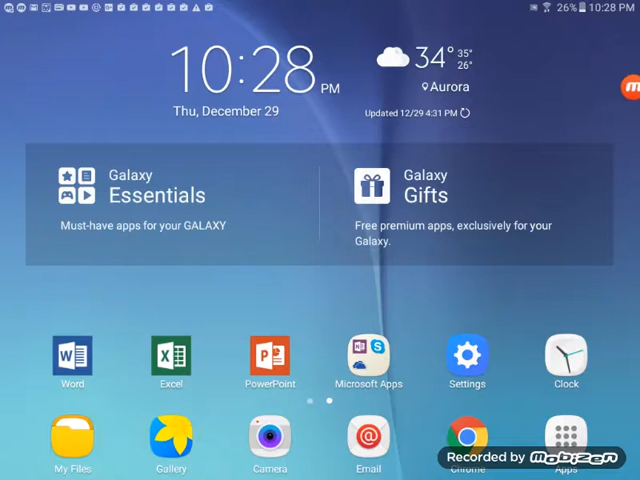 26% 10:28 PM
10:28 PM
Thu, December 29
34° 35°
26°
Aurora
Updated 12/29 4:31 PM
Galaxy
Essentials
Must-have apps for your GALAXY
Galaxy
Gifts
Free premium apps, exclusively for your
Galaxy.
Word
Excel
PowerPoint
Microsoft Apps
Settings
Clock
My Files
Gallery
Camera
Email
Chrome
Apps
Recorded by Mobizen